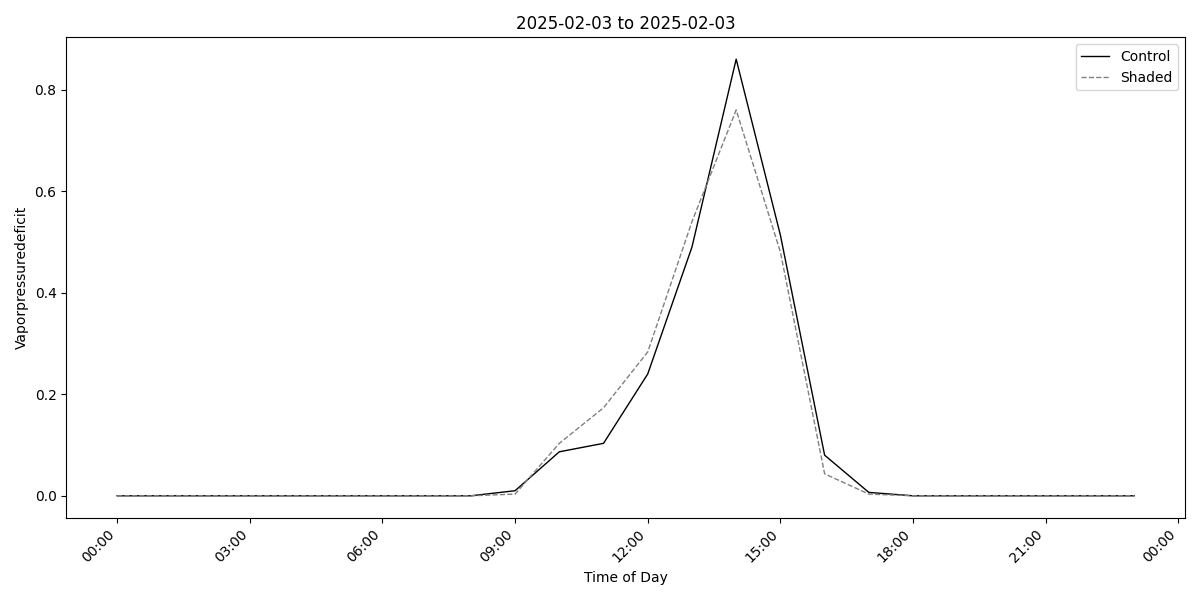 2025-02-03 to 2025-02-03
Control
Shaded
Vaporpressuredeficit
0.8
0.6
0.4
0.2
0.0
00:00
03:00
06:00
09:00
12:00
15:00
18:00
21:00
00:00
Time of Day